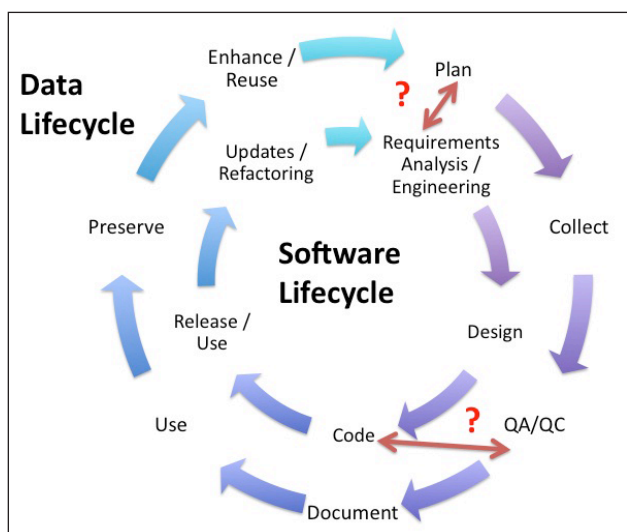 Data
Lifecycle
Enhance /
Reuse
?
Plan
Updates /
Refactoring
Requirements
Analysis /
Engineering
Preserve
Collect
Software
Lifecycle
Release /
Use
Design
Use
Code
?
QA/QC
Document